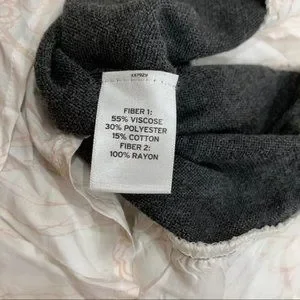 FIBER 1:
55% VISCOSE
30% POLYESTER
15% COTTON
FIBER 2:
100% RAYON